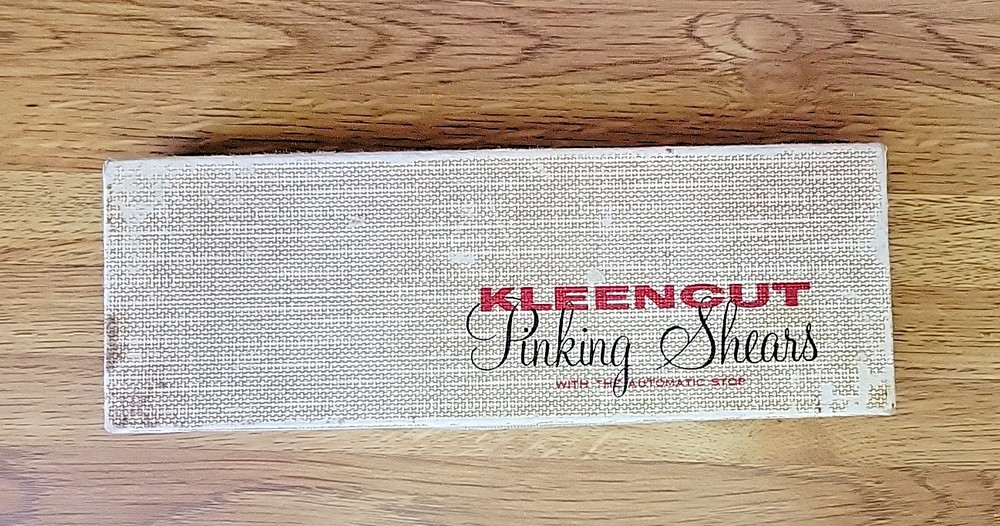 KLEENCUT
Pinking Shears
WITH THE AUTOMATIC STOP